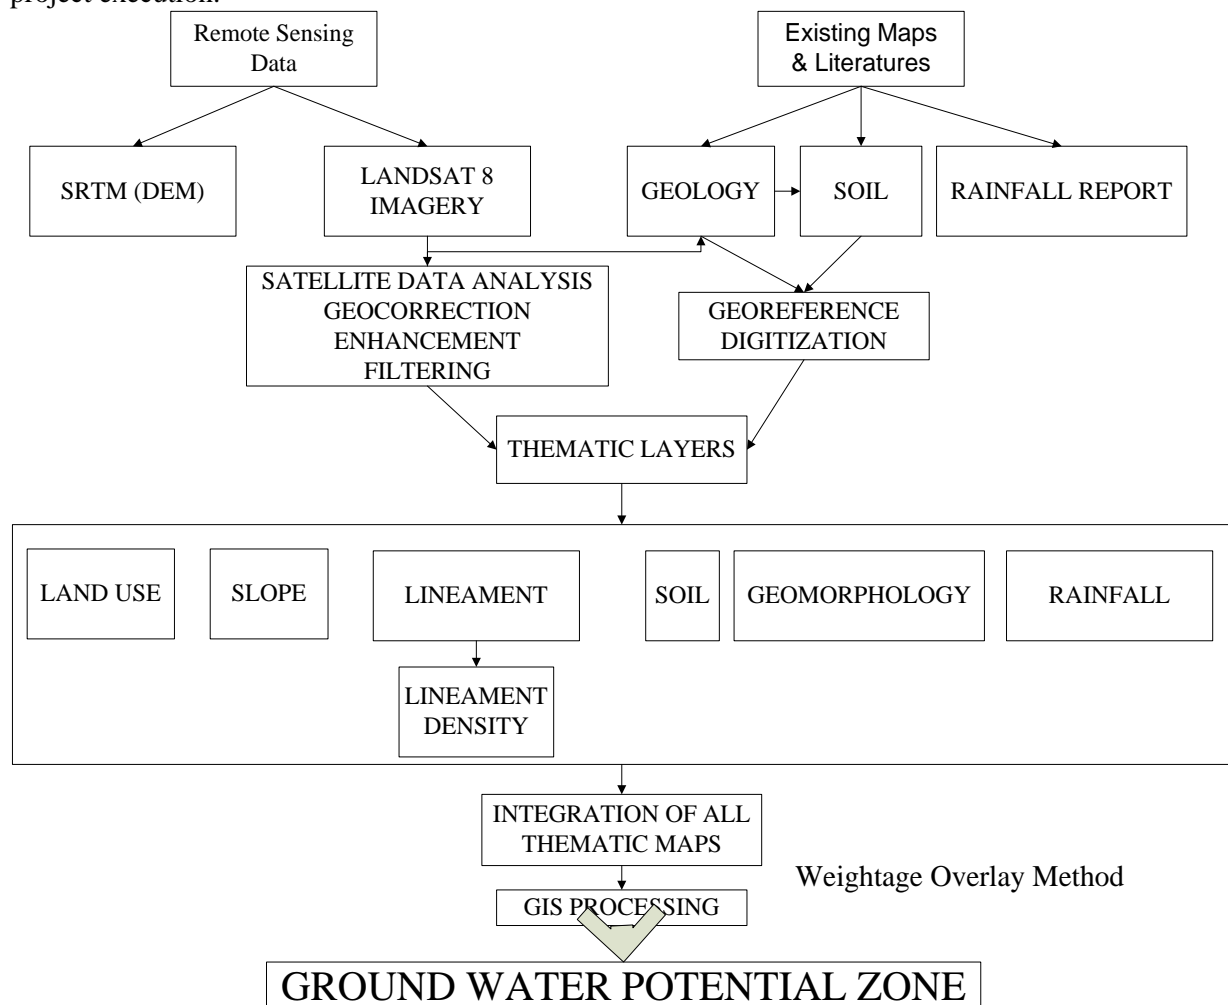 project execution.
Remote Sensing
Data
Existing Maps
& Literatures
SRTM (DEM)
LANDSAT 8
IMAGERY
GEOLOGY
SOIL
RAINFALL REPORT
SATELLITE DATA ANALYSIS
GEOCORRECTION
ENHANCEMENT
FILTERING
GEOREFERENCE
DIGITIZATION
THEMATIC LAYERS
LAND USE
SLOPE
LINEAMENT
SOIL
GEOMORPHOLOGY
RAINFALL
LINEAMENT
DENSITY
INTEGRATION OF ALL
THEMATIC MAPS
Weightage Overlay Method
GIS PROCESSING
GROUND WATER POTENTIAL ZONE